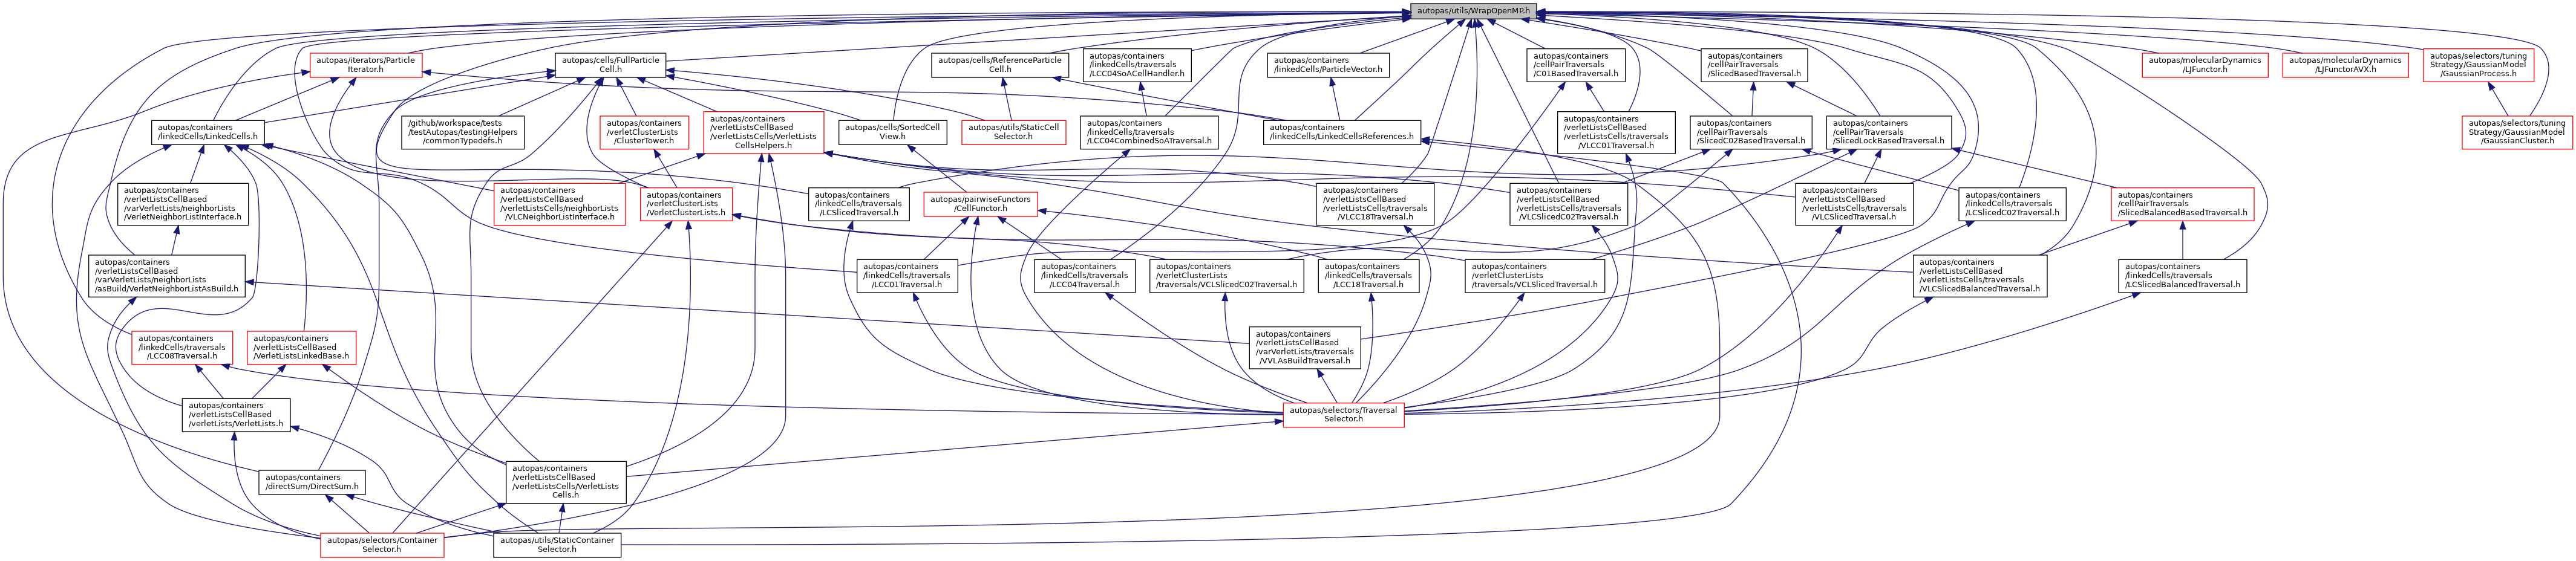 autopas/utils/WrapOpenMP.h
autopas/iterators/Particle
Iterator.h
autopas/cells/FullParticle
Cell.h
autopas/cells/ReferenceParticle
Cell.h
autopas/containers
/linkedCells/traversals
/LCC04SoACellHandler.h
autopas/containers
/linkedCells/ParticleVector.h
autopas/containers
/cellPairTraversals
/C01BasedTraversal.h
autopas/containers
/cellPairTraversals
/SlicedBasedTraversal.h
autopas/molecularDynamics
/LJFunctor.h
autopas/molecularDynamics
/LJFunctorAVX.h
autopas/selectors/tuning
Strategy/GaussianModel
/GaussianProcess.h
autopas/containers
/linkedCells/LinkedCells.h
/github/workspace/tests
/testAutopas/testingHelpers
/commonTypedefs.h
autopas/containers
/verletClusterLists
/ClusterTower.h
autopas/containers
/verletListsCellBased
/verletListsCells/VerletLists
CellsHelpers.h
autopas/cells/SortedCell
View.h
autopas/utils/StaticCell
Selector.h
autopas/containers
/linkedCells/traversals
/LCC04CombinedSoATraversal.h
autopas/containers
/linkedCells/LinkedCellsReferences.h
autopas/containers
/verletListsCellBased
/verletListsCells/traversals
/VLCC01Traversal.h
autopas/containers
/cellPairTraversals
/SlicedC02BasedTraversal.h
autopas/containers
/cellPairTraversals
/SlicedLockBasedTraversal.h
autopas/selectors/tuning
Strategy/GaussianModel
/GaussianCluster.h
autopas/containers
/verletListsCellBased
/varVerletLists/neighborLists
/VerletNeighborListInterface.h
autopas/containers
/verletListsCellBased
/verletListsCells/neighborLists
/VLCNeighborListInterface.h
autopas/containers
/verletClusterLists
/VerletClusterLists.h
autopas/containers
/linkedCells/traversals
/LCSlicedTraversal.h
autopas/pairwiseFunctors
/CellFunctor.h
autopas/containers
/verletListsCellBased
/verletListsCells/traversals
/VLCC18Traversal.h
autopas/containers
/verletListsCellBased
/verletListsCells/traversals
/VLCSlicedC02Traversal.h
autopas/containers
/verletListsCellBased
/verletListsCells/traversals
/VLCSlicedTraversal.h
autopas/containers
/linkedCells/traversals
/LCSlicedC02Traversal.h
autopas/containers
/cellPairTraversals
/SlicedBalancedBasedTraversal.h
autopas/containers
/verletListsCellBased
/varVerletLists/neighborLists
/asBuild/VerletNeighborListAsBuild.h
autopas/containers
/linkedCells/traversals
/LCC01Traversal.h
autopas/containers
/linkedCells/traversals
/LCC04Traversal.h
autopas/containers
/verletClusterLists
/traversals/VCLSlicedC02Traversal.h
autopas/containers
/linkedCells/traversals
/LCC18Traversal.h
autopas/containers
/verletClusterLists
/traversals/VCLSlicedTraversal.h
autopas/containers
/verletListsCellBased
/verletListsCells/traversals
/VLCSlicedBalancedTraversal.h
autopas/containers
/linkedCells/traversals
/LCSlicedBalancedTraversal.h
autopas/containers
/linkedCells/traversals
/LCC08Traversal.h
autopas/containers
/verletListsCellBased
/VerletListsLinkedBase.h
autopas/containers
/verletListsCellBased
/varVerletLists/traversals
/VVLAsBuildTraversal.h
autopas/containers
/verletListsCellBased
/verletLists/VerletLists.h
autopas/selectors/Traversal
Selector.h
autopas/containers
/directSum/DirectSum.h
autopas/containers
/verletListsCellBased
/verletListsCells/VerletLists
Cells.h
autopas/selectors/Container
Selector.h
autopas/utils/StaticContainer
Selector.h